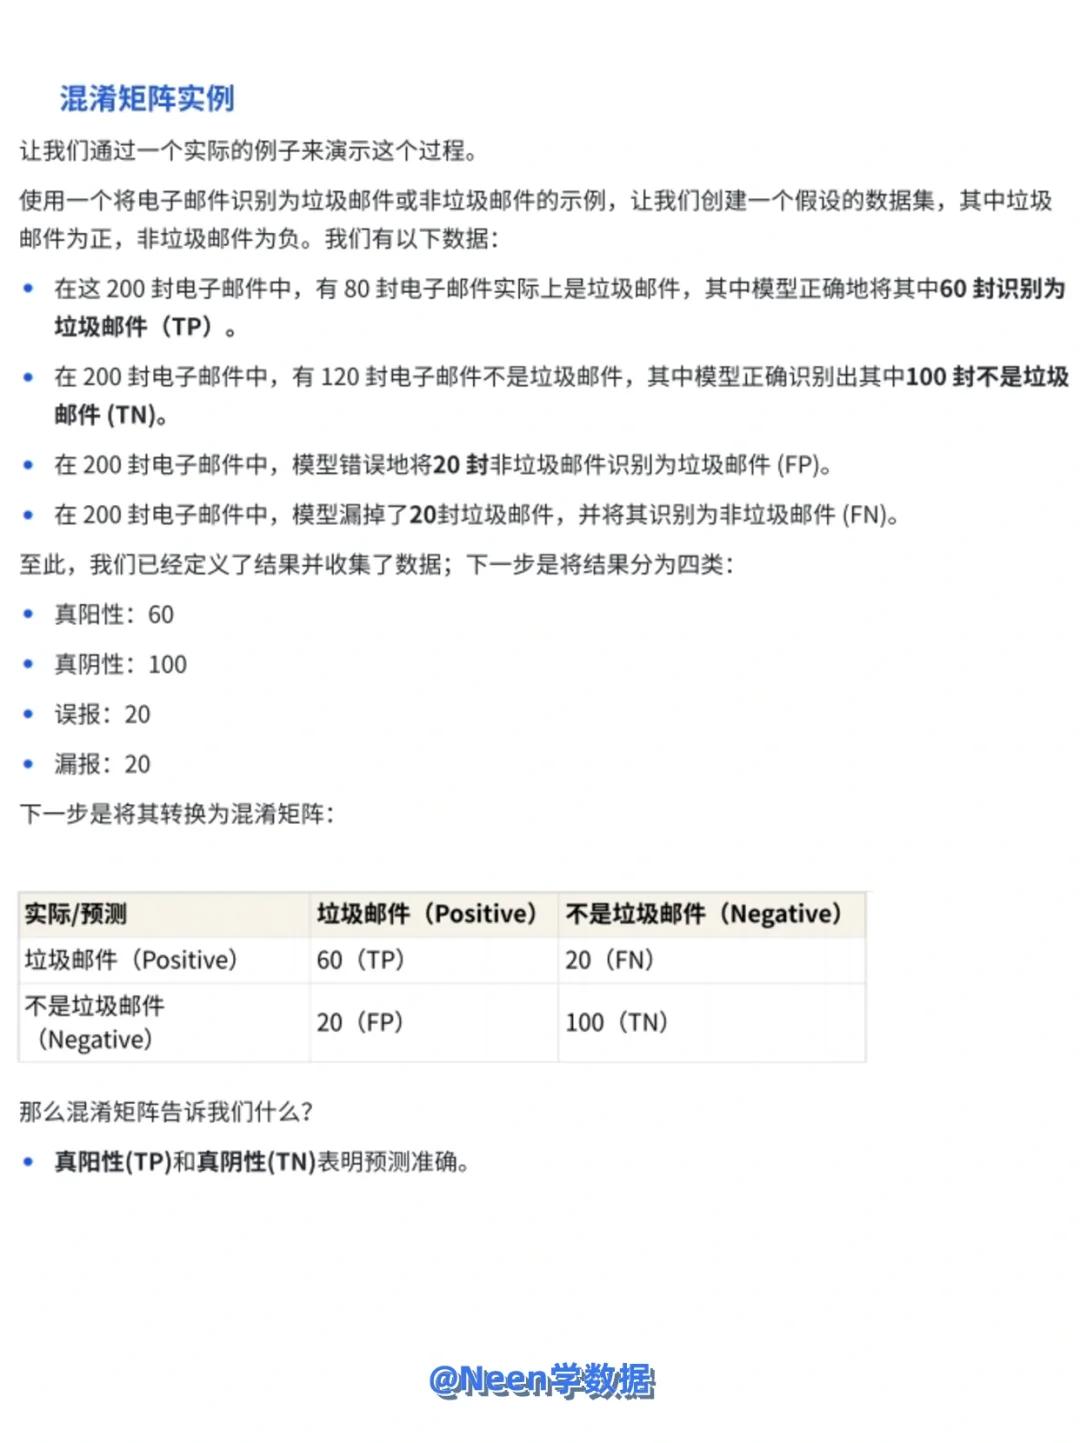 混淆矩阵实例
让我们通过一个实际的例子来演示这个过程。
使用一个将电子邮件识别为垃圾邮件或非垃圾邮件的示例，让我们创建一个假设的数据集，其中垃圾
邮件为正，非垃圾邮件为负。我们有以下数据：
• 在这 200 封电子邮件中，有 80 封电子邮件实际上是垃圾邮件，其中模型正确地将其中60 封识别为
垃圾邮件（TP）。
• 在 200 封电子邮件中，有 120 封电子邮件不是垃圾邮件，其中模型正确识别出其中100 封不是垃圾
邮件 (TN)。
• 在 200 封电子邮件中，模型错误地将20 封非垃圾邮件识别为垃圾邮件 (FP)。
• 在 200 封电子邮件中，模型漏掉了20封垃圾邮件，并将其识别为非垃圾邮件 (FN)。
至此，我们已经定义了结果并收集了数据；下一步是将结果分为四类：
• 真阳性：60
• 真阴性：100
• 误报：20
• 漏报：20
下一步是将其转换为混淆矩阵：
实际/预测 垃圾邮件（Positive） 不是垃圾邮件（Negative）
垃圾邮件（Positive） 60（TP） 20（FN）
不是垃圾邮件
（Negative） 20（FP） 100（TN）
那么混淆矩阵告诉我们什么？
• 真阳性(TP)和真阴性(TN)表明预测准确。
@Neen学数据